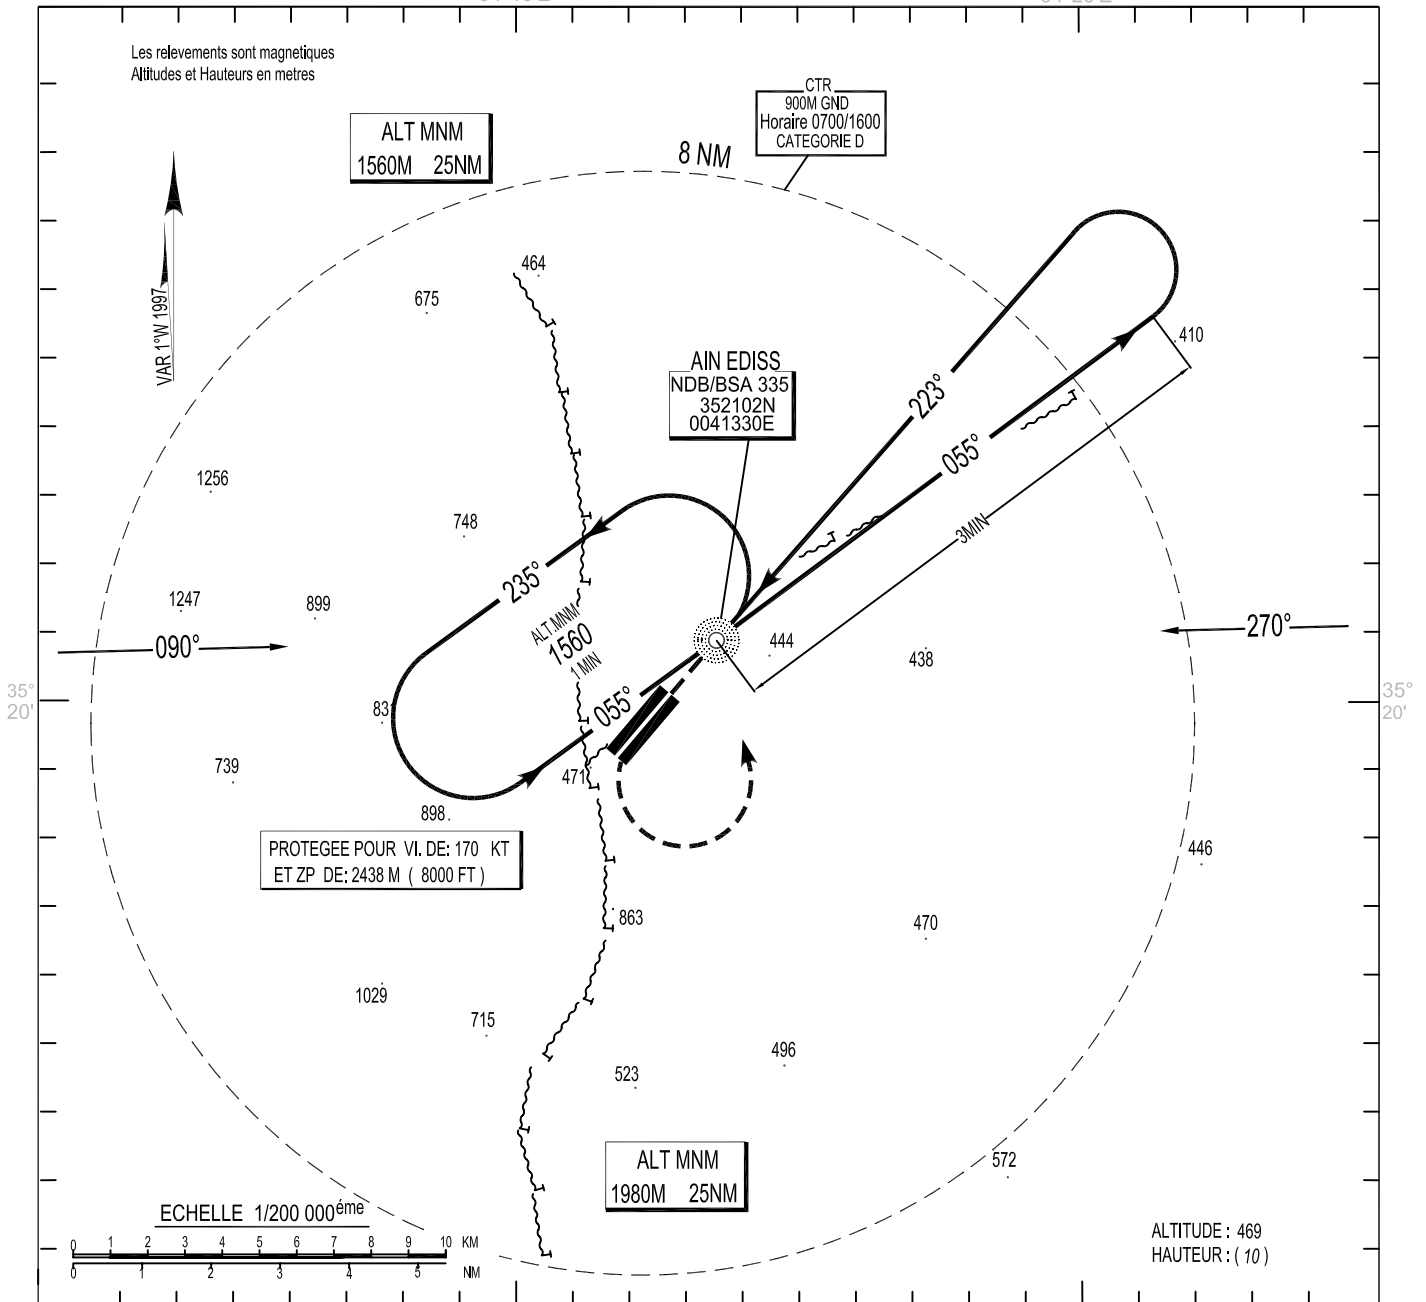 Les relevements sont magnetiques
Altitudes et Hauteurs en metres
ALT MNM
1560M 25NM
CTR
900M GND
Horaire 0700/1600
CATEGORIE D
8 NM
VAR 1°W 1997
464
675
410
AIN EDISS
NDB/BSA 335
352102N
0041330E
223°
055°
3MIN
1256
748
235°
1247
899
ALT.MNM
1560
1 MIN
090°
270°
444
438
35°
20'
35°
20'
055°
831
739
471
898
PROTEGEE POUR VI. DE: 170 KT
ET ZP DE: 2438 M ( 8000 FT )
446
863
470
1029
715
496
523
ALT MNM
1980M 25NM
572
ECHELLE 1/200 000éme
0 1 2 3 4 5 6 7 8 9 10 KM
0 1 2 3 4 5 NM
ALTITUDE : 469
HAUTEUR : ( 10 )